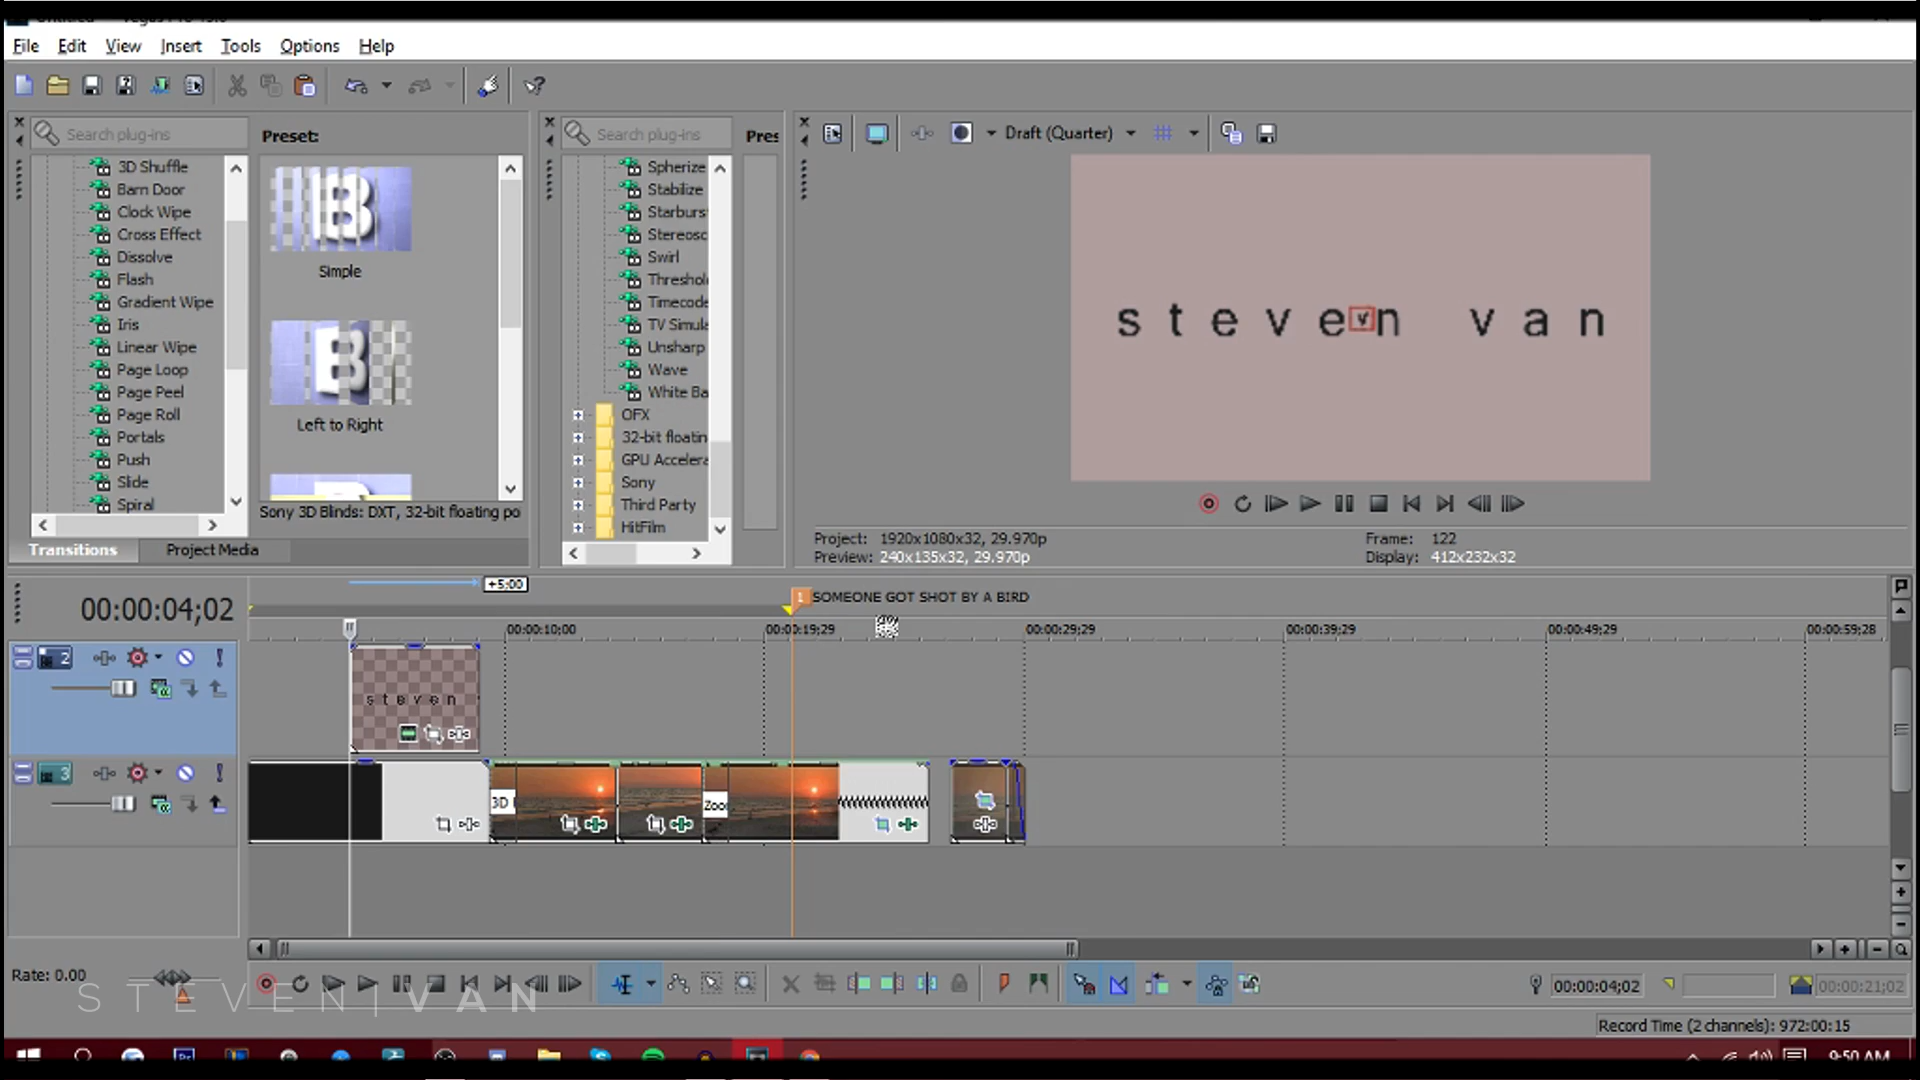 File Edit View Insert Tools Options Help
Search plug-ins
Preset:
Search plug-ins
Pres
Draft (Quarter)
3D Shuffle
Barn Door
Clock Wipe
Cross Effect
Dissolve
Flash
Gradient Wipe
Iris
Linear Wipe
Page Loop
Page Peel
Page Roll
Portals
Push
Slide
Spiral
Simple
Left to Right
Sony 3D Blinds: DXT, 32-bit floating po
Transitions
Project Media
Spherize
Stabilize
Starburs
Stereosc
Swirl
Threshol
Timecode
TV Simula
Unsharp
Wave
White Ba
OFX
32-bit floatin
GPU Accelera
Sony
Third Party
HitFilm
steven van
Project: 1920x1080x32, 29.970p
Preview: 240x135x32, 29.970p
Frame: 122
Display: 412x232x32
+5;00
00:00:04;02
1 SOMEONE GOT SHOT BY A BIRD
00:00:10;00
00:00:19;29
00:00:29;29
00:00:39;29
00:00:49;29
00:00:59;28
2
steven
3
3D
Zoo
Rate: 0.00
STEVEN|VAN
00:00:04;02
00:00:21;02
Record Time (2 channels): 972:00:15
9:50 AM